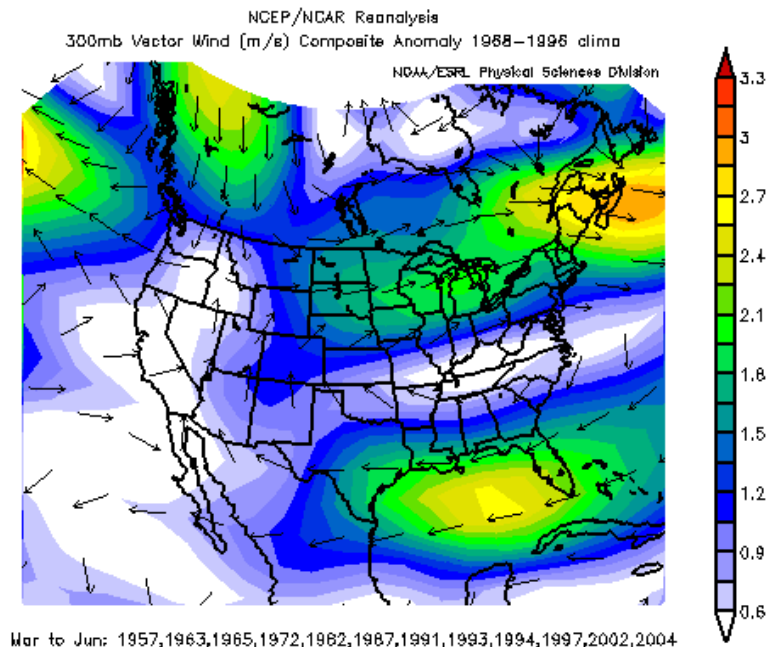 NCEP/NCAR Reanalysis
300mb Vector Wind (m/s) Composite Anomaly 1968-1996 clima
NOAA/ESRL Physical Sciences Division
3.3
3
2.7
2.4
2.1
1.8
1.5
1.2
0.9
0.6
Mar to Jun: 1957,1963,1965,1972,1982,1987,1991,1993,1994,1997,2002,2004